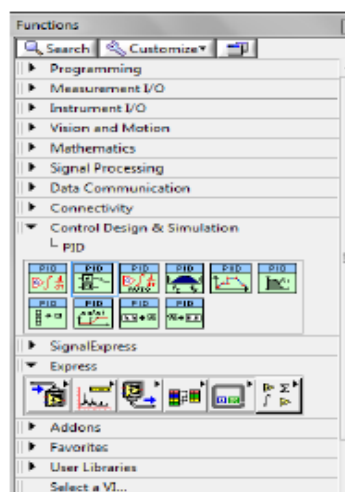 Functions
Search Customize
Programming
Measurement I/O
Instrument I/O
Vision and Motion
Mathematics
Signal Processing
Data Communication
Connectivity
Control Design & Simulation
PID
PID PID PID PID PID PID
PID PID PID PID
SignalExpress
Express
Addons
Favorites
User Libraries
Select a VI...